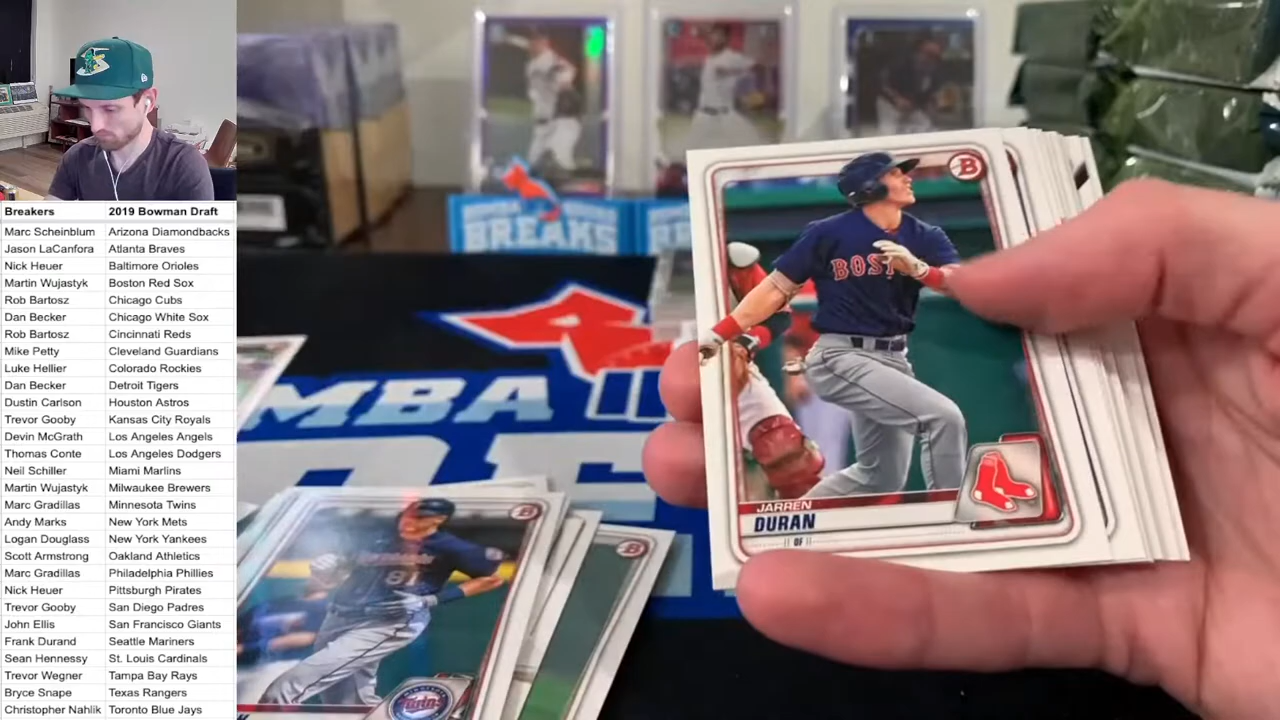 Breakers 2019 Bowman Draft
Marc Scheinblum Arizona Diamondbacks
Jason LaCanfora Atlanta Braves
Nick Heuer Baltimore Orioles
Martin Wujastyk Boston Red Sox
Rob Bartosz Chicago Cubs
Dan Becker Chicago White Sox
Rob Bartosz Cincinnati Reds
Mike Petty Cleveland Guardians
Luke Hellier Colorado Rockies
Dan Becker Detroit Tigers
Dustin Carlson Houston Astros
Trevor Gooby Kansas City Royals
Devin McGrath Los Angeles Angels
Thomas Conte Los Angeles Dodgers
Neil Schiller Miami Marlins
Martin Wujastyk Milwaukee Brewers
Marc Gradillas Minnesota Twins
Andy Marks New York Mets
Logan Douglass New York Yankees
Scott Armstrong Oakland Athletics
Marc Gradillas Philadelphia Phillies
Nick Heuer Pittsburgh Pirates
Trevor Gooby San Diego Padres
John Ellis San Francisco Giants
Frank Durand Seattle Mariners
Sean Hennessy St. Louis Cardinals
Trevor Wegner Tampa Bay Rays
Bryce Snape Texas Rangers
Christopher Nahlik Toronto Blue Jays
BREAKS
MBA
B
BOS
JARREN
DURAN
OF
B
B
Twins